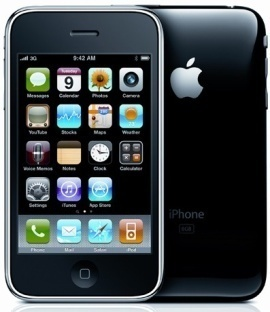 3G 9:42 AM
Tuesday
9
Messages Calendar Photos Camera
YouTube Stocks Maps Weather
Voice Memos Notes Clock Calculator
Settings iTunes App Store
Phone Mail Safari iPod
iPhone